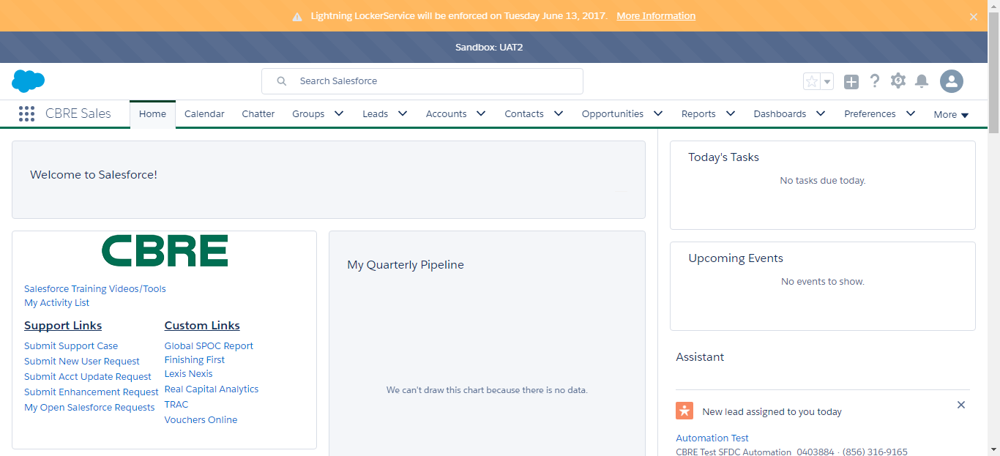 Lightning LockerService will be enforced on Tuesday June 13, 2017. More Information
Sandbox: UAT2
Search Salesforce
CBRE Sales Home Calendar Chatter Groups Leads Accounts Contacts Opportunities Reports Dashboards Preferences More
Welcome to Salesforce!
CBRE
Salesforce Training Videos/Tools
My Activity List
Support Links
Submit Support Case
Submit New User Request
Submit Acct Update Request
Submit Enhancement Request
My Open Salesforce Requests
Custom Links
Global SPOC Report
Finishing First
Lexis Nexis
Real Capital Analytics
TRAC
Vouchers Online
My Quarterly Pipeline
We can't draw this chart because there is no data.
Today's Tasks
No tasks due today.
Upcoming Events
No events to show.
Assistant
New lead assigned to you today
Automation Test
CBRE Test SFDC Automation_0403884 · (856) 316-9165